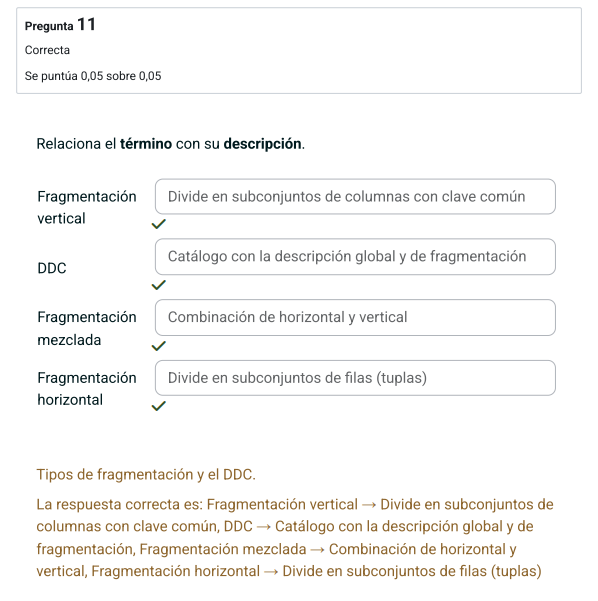 Pregunta 11
Correcta
Se puntúa 0,05 sobre 0,05
Relaciona el término con su descripción.
Fragmentación vertical
Divide en subconjuntos de columnas con clave común
DDC
Catálogo con la descripción global y de fragmentación
Fragmentación mezclada
Combinación de horizontal y vertical
Fragmentación horizontal
Divide en subconjuntos de filas (tuplas)
Tipos de fragmentación y el DDC.
La respuesta correcta es: Fragmentación vertical → Divide en subconjuntos de
columnas con clave común, DDC → Catálogo con la descripción global y de
fragmentación, Fragmentación mezclada → Combinación de horizontal y
vertical, Fragmentación horizontal → Divide en subconjuntos de filas (tuplas)